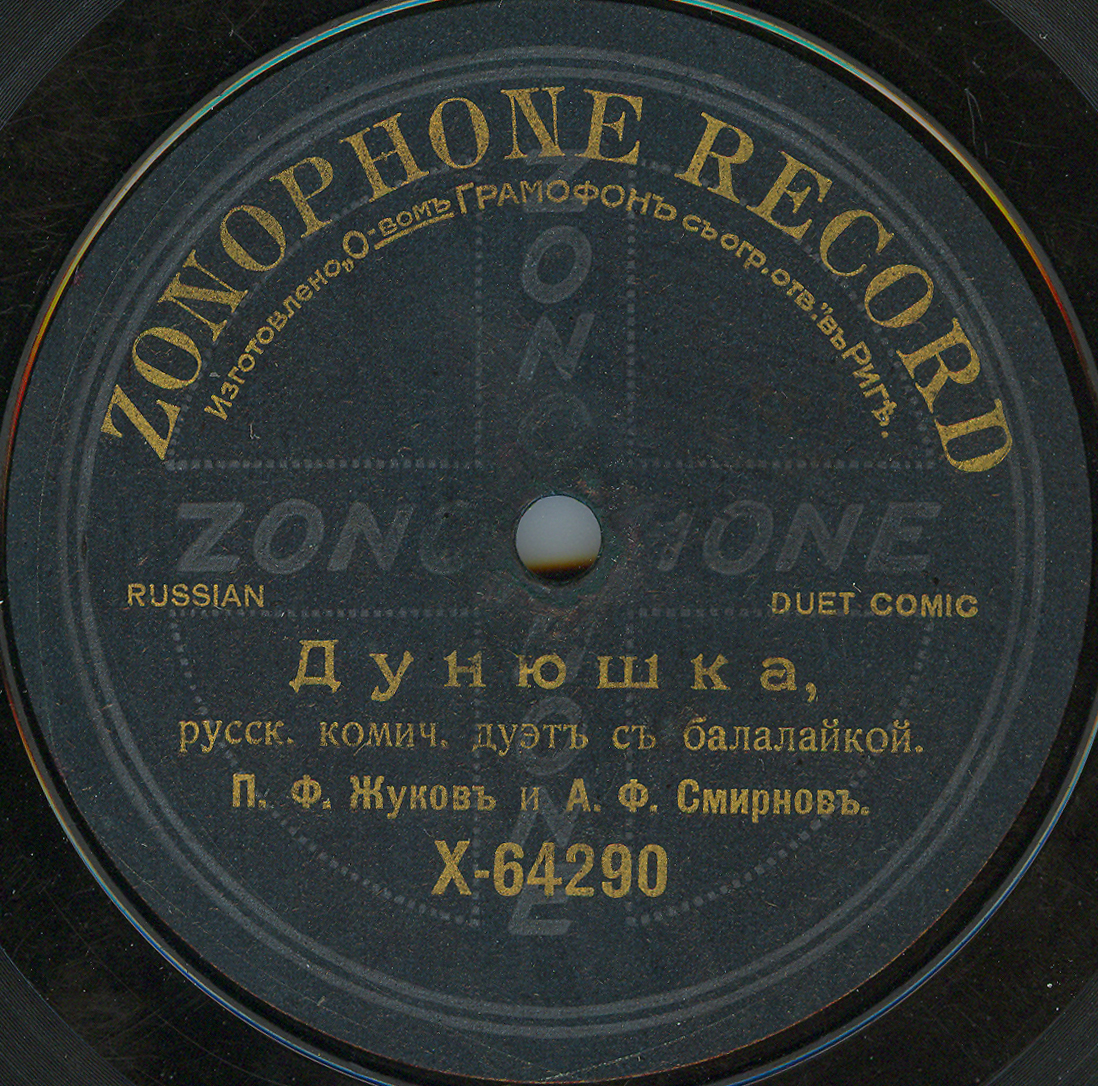 ZONOPHONE RECORD
Изготовлено „О-вомъ ГРАМОФОНЪ съ огр. отв." въ Ригѣ.
ZONOPHONE
ZONOPHONE
RUSSIAN
DUET COMIC
Дунюшка,
русск. комич. дуэтъ съ балалайкой.
П. Ф. Жуковъ и А. Ф. Смирновъ.
X-64290